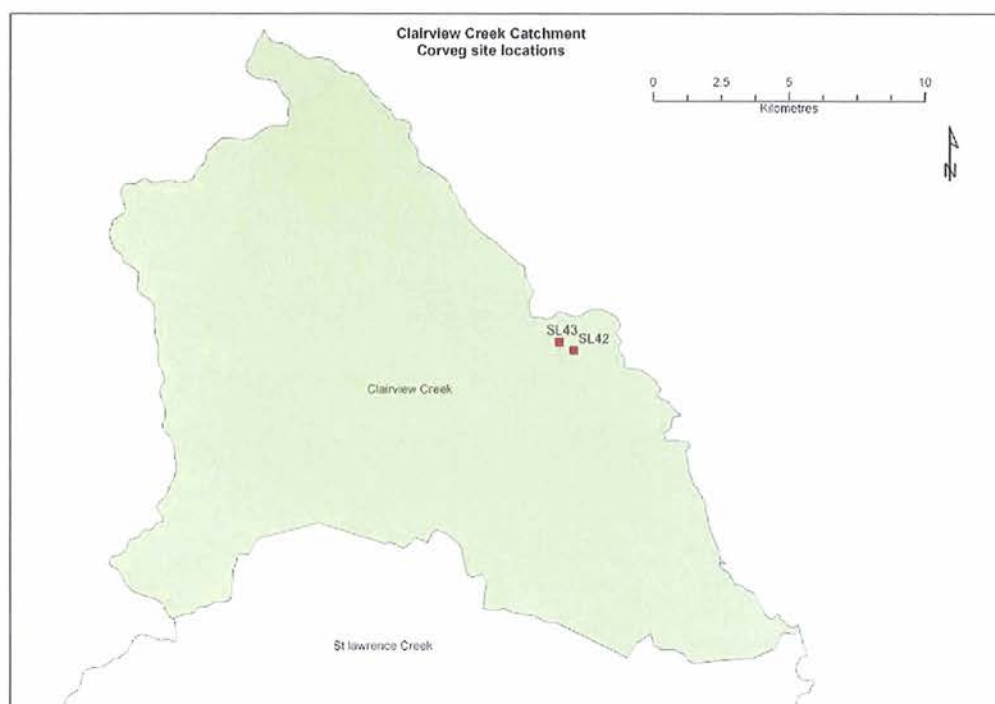 Clairview Creek Catchment
Corveg site locations
0 2.5 5 10
Kilometres
N
SL43
SL42
Clairview Creek
St lawrence Creek